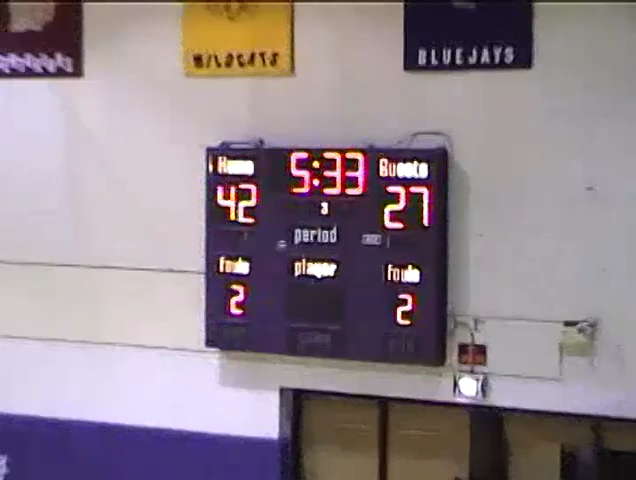 WILDCATS
BLUEJAYS
Home 5:33 Guests
42 3 27
period
fouls player fouls
2 2